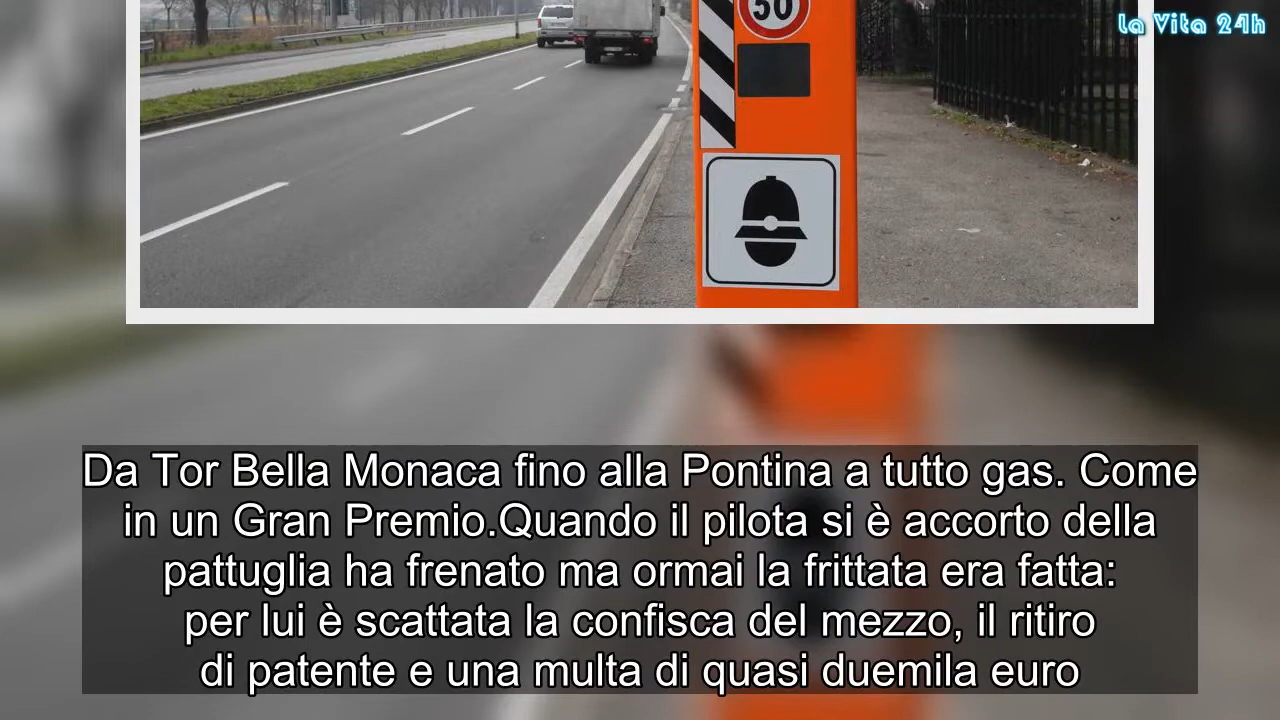 La Vita 24h
50
Da Tor Bella Monaca fino alla Pontina a tutto gas. Come
in un Gran Premio.Quando il pilota si è accorto della
pattuglia ha frenato ma ormai la frittata era fatta:
per lui è scattata la confisca del mezzo, il ritiro
di patente e una multa di quasi duemila euro